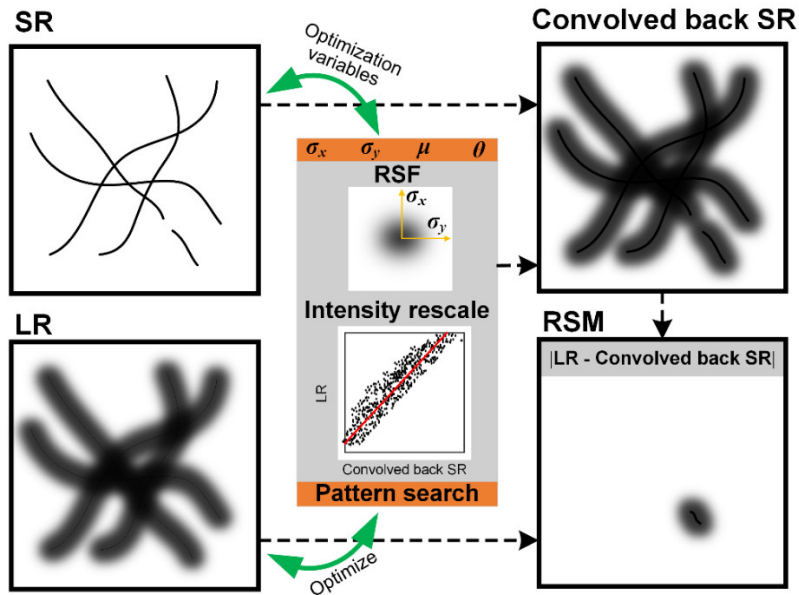 SR
Optimization
variables
Convolved back SR
σx σy μ θ
RSF
σx
σy
Intensity rescale
LR
Convolved back SR
Pattern search
LR
Optimize
RSM
|LR - Convolved back SR|